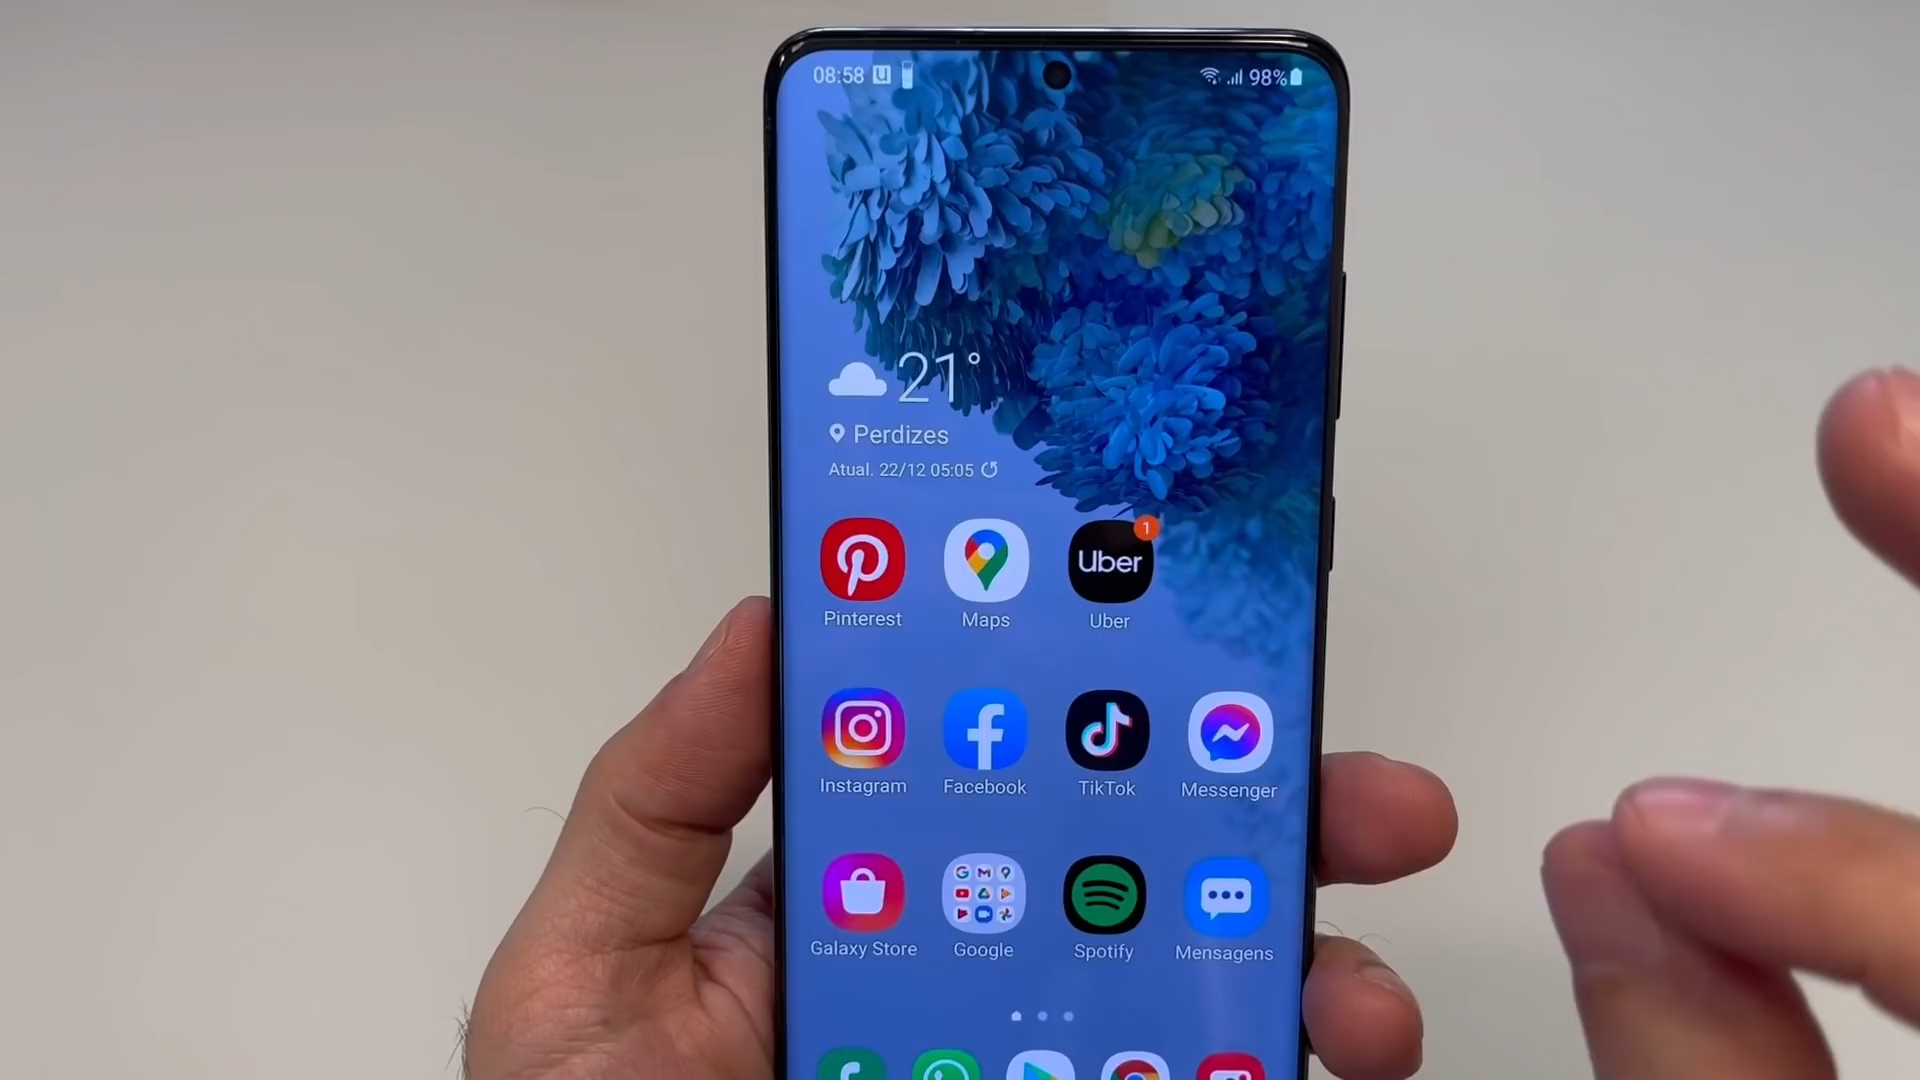 08:58 98%
21°
Perdizes
Atual. 22/12 05:05
1
Uber
Pinterest Maps Uber
Instagram Facebook TikTok Messenger
Galaxy Store Google Spotify Mensagens